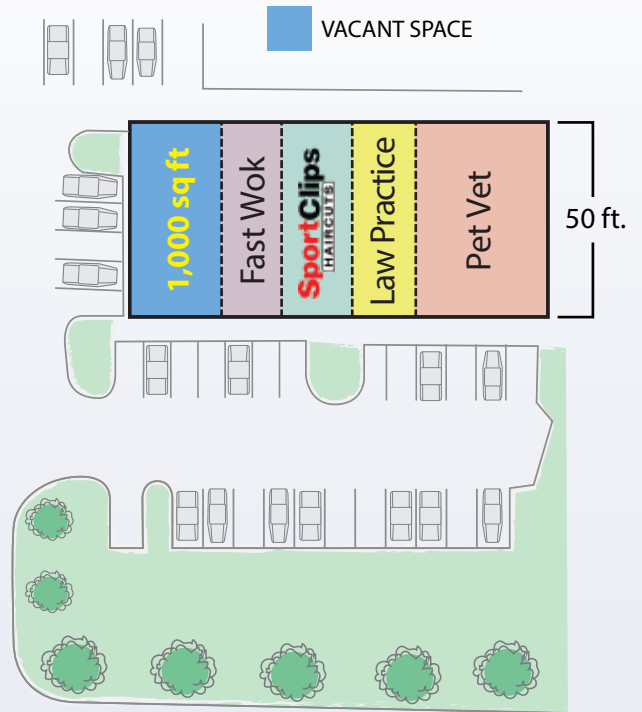 VACANT SPACE
1,000 sq ft
Fast Wok
SportClips
HAIRCUTS
Law Practice
Pet Vet
50 ft.